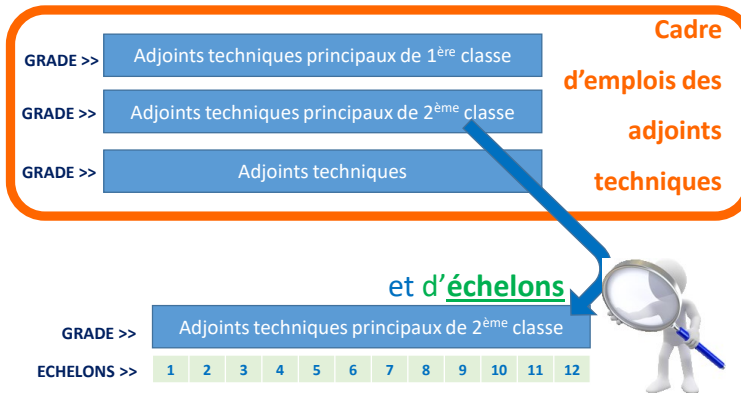 Cadre
d'emplois des
adjoints
techniques
GRADE >> Adjoints techniques principaux de 1ère classe
GRADE >> Adjoints techniques principaux de 2ème classe
GRADE >> Adjoints techniques
et d'échelons
GRADE >> Adjoints techniques principaux de 2ème classe
ECHELONS >> 1 2 3 4 5 6 7 8 9 10 11 12